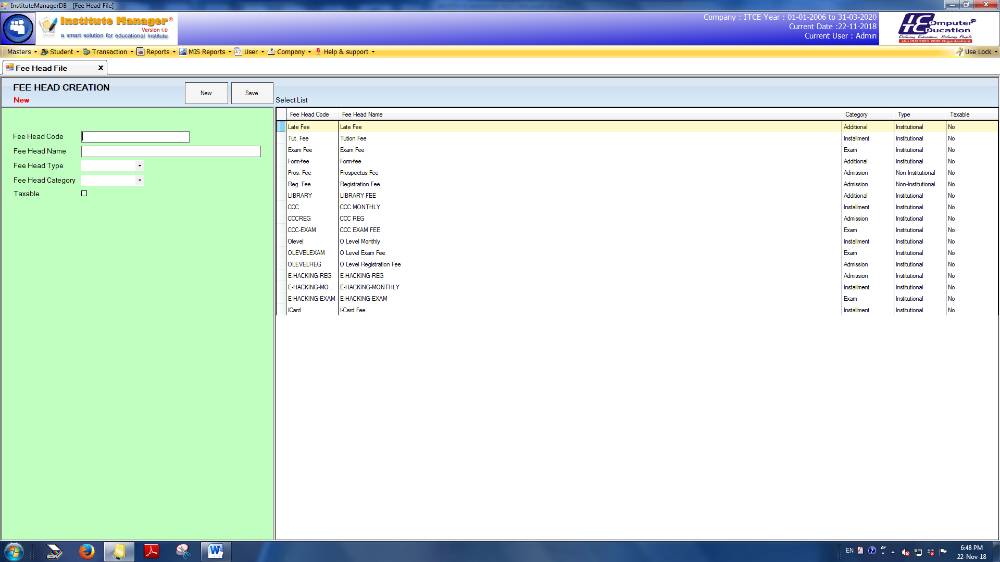 InstituteManagerDB - [Fee Head File]
Institute Manager®
Version 1.0
a smart solution for educational Institute
Company : ITCE Year : 01-01-2006 to 31-03-2020
Current Date :22-11-2018
Current User : Admin
ITCE Computer Education
Defining Education, Refining People
(An ISO 9001:2008 Organization)
Masters Student Transaction Reports MIS Reports User Company Help & support Use Lock
Fee Head File x
FEE HEAD CREATION
New
New Save
Select List
Fee Head Code
Fee Head Name
Fee Head Type
Fee Head Category
Taxable
Fee Head Code Fee Head Name Category Type Taxable
Late Fee Late Fee Additional Institutional No
Tut. Fee Tution Fee Installment Institutional No
Exam Fee Exam Fee Exam Institutional No
Form-fee Form-fee Additional Institutional No
Pros. Fee Prospectus Fee Admission Non-Institutional No
Reg. Fee Registration Fee Admission Non-Institutional No
LIBRARY LIBRARY FEE Additional Institutional No
CCC CCC MONTHLY Installment Institutional No
CCCREG CCC REG Admission Institutional No
CCC-EXAM CCC EXAM FEE Exam Institutional No
Olevel O Level Monthly Installment Institutional No
OLEVELEXAM O Level Exam Fee Exam Institutional No
OLEVELREG O Level Registration Fee Admission Institutional No
E-HACKING-REG E-HACKING-REG Admission Institutional No
E-HACKING-MO... E-HACKING-MONTHLY Installment Institutional No
E-HACKING-EXAM E-HACKING-EXAM Exam Institutional No
ICard I-Card Fee Installment Institutional No
EN
6:48 PM
22-Nov-18